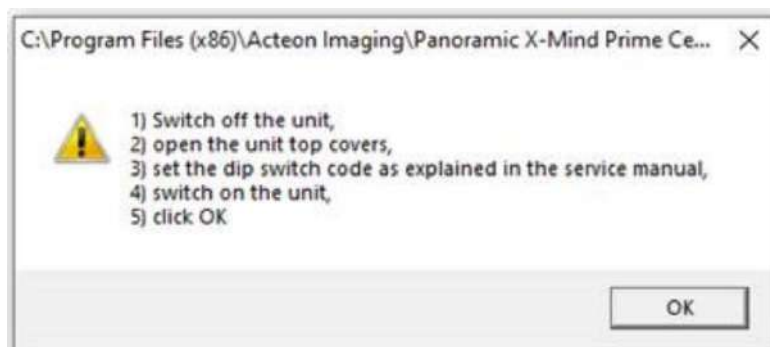 C:\Program Files (x86)\Acteon Imaging\Panoramic X-Mind Prime Ce...
1) Switch off the unit,
2) open the unit top covers,
3) set the dip switch code as explained in the service manual,
4) switch on the unit,
5) click OK
OK